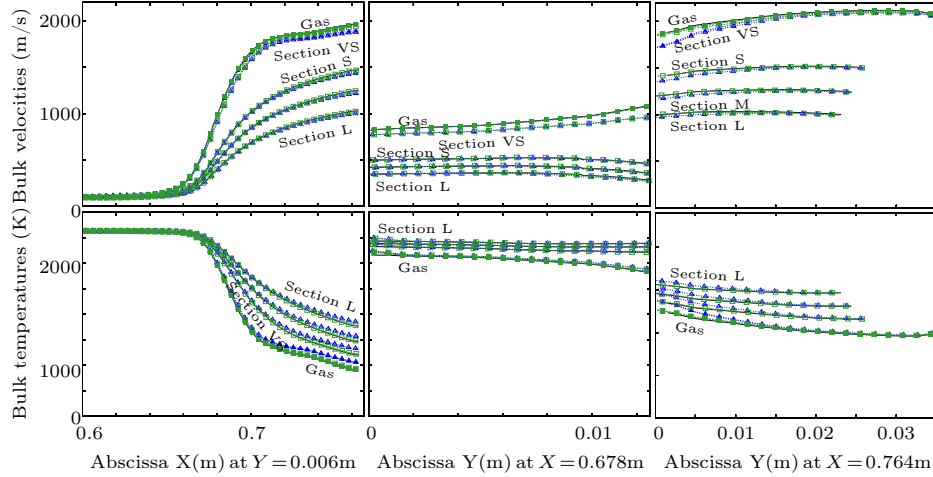 Bulk velocities (m/s)
2000
1000
0
Gas
Section VS
Section S
Section L
Gas
Section VS
Section S
Section L
Gas
Section VS
Section S
Section M
Section L
Bulk temperatures (K)
2000
1000
0
Section L
Section VS
Gas
Section L
Gas
Section L
Gas
0.6
0.7
0
0.01
0
0.01
0.02
0.03
Abscissa X(m) at Y = 0.006m
Abscissa Y(m) at X = 0.678m
Abscissa Y(m) at X = 0.764m